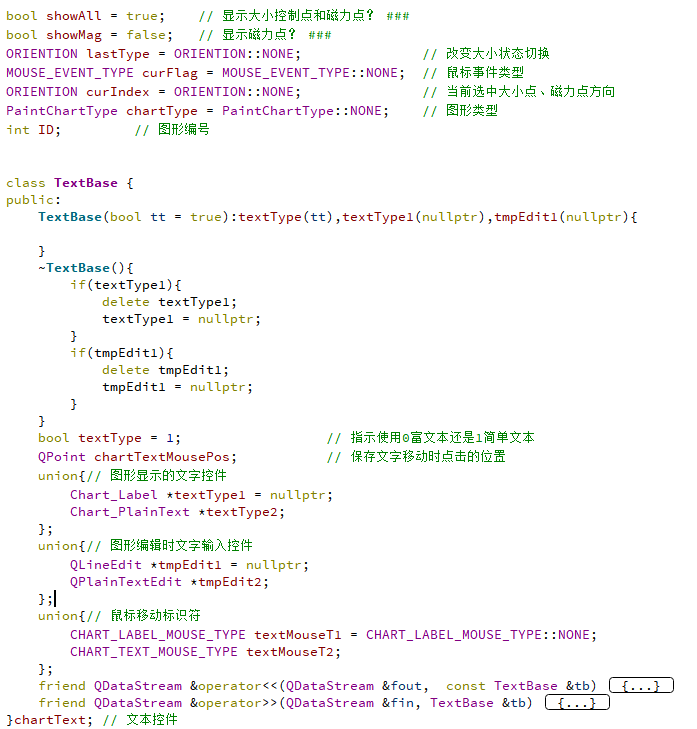 bool showAll = true;    // 显示大小控制点和磁力点? ###
bool showMag = false;   // 显示磁力点? ###
ORIENTION lastType = ORIENTION::NONE;               // 改变大小状态切换
MOUSE_EVENT_TYPE curFlag = MOUSE_EVENT_TYPE::NONE;  // 鼠标事件类型
ORIENTION curIndex = ORIENTION::NONE;               // 当前选中大小点、磁力点方向
PaintChartType chartType = PaintChartType::NONE;    // 图形类型
int ID;         // 图形编号
class TextBase {
public:
    TextBase(bool tt = true):textType(tt),textType1(nullptr),tmpEdit1(nullptr){
    }
    ~TextBase(){
        if(textType1){
            delete textType1;
            textType1 = nullptr;
        }
        if(tmpEdit1){
            delete tmpEdit1;
            tmpEdit1 = nullptr;
        }
    }
    bool textType = 1;                  // 指示使用0富文本还是1简单文本
    QPoint chartTextMousePos;           // 保存文字移动时点击的位置
    union{// 图形显示的文字控件
        Chart_Label *textType1 = nullptr;
        Chart_PlainText *textType2;
    };
    union{// 图形编辑时文字输入控件
        QLineEdit *tmpEdit1 = nullptr;
        QPlainTextEdit *tmpEdit2;
    };
    union{// 鼠标移动标识符
        CHART_LABEL_MOUSE_TYPE textMouseT1 = CHART_LABEL_MOUSE_TYPE::NONE;
        CHART_TEXT_MOUSE_TYPE textMouseT2;
    };
    friend QDataStream &operator<<(QDataStream &fout,  const TextBase &tb) {...}
    friend QDataStream &operator>>(QDataStream &fin, TextBase &tb) {...}
}chartText; // 文本控件